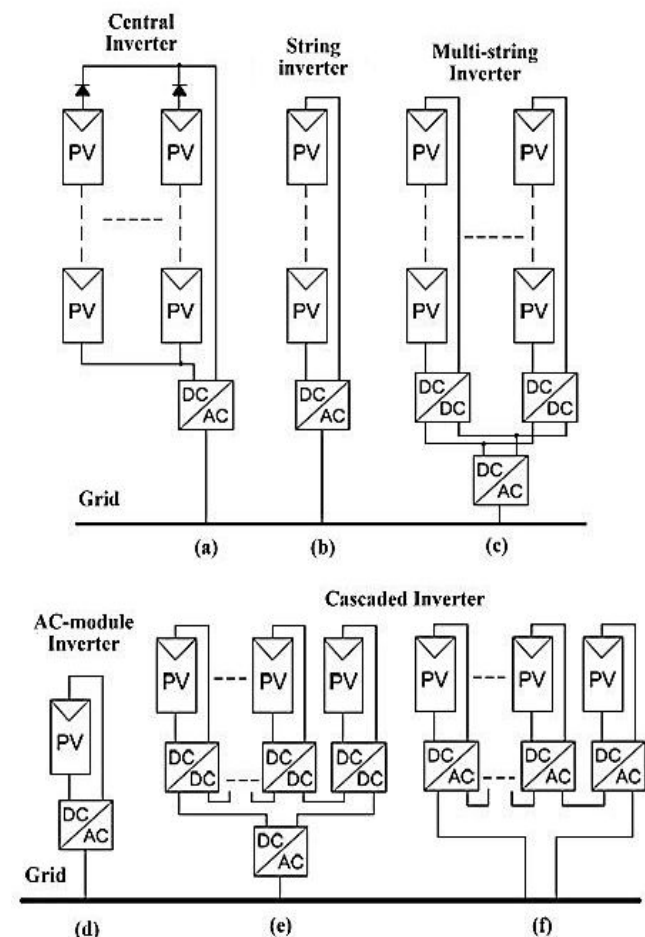 Central
Inverter
String
inverter
Multi-string
Inverter
PV PV PV PV PV
PV PV PV PV PV
DC DC
DC DC
DC DC DC
AC AC AC
Grid
(a) (b) (c)
Cascaded Inverter
AC-module
Inverter
PV PV PV PV PV PV
PV
DC DC DC DC DC DC
DC DC DC AC AC AC
DC DC
AC AC
Grid
(d) (e) (f)